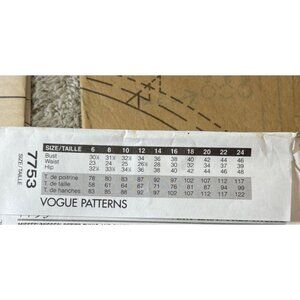 7753
SIZE/TAILLE
SIZE/TAILLE 6 8 10 12 14 16 18 20 22 24
Bust 30½ 31½ 32½ 34 36 38 40 42 44 46
Waist 23 24 25 26½ 28 30 32 34 37 39
Hip 32½ 33½ 34½ 36 38 40 42 44 46 48
T. de poitrine 78 80 83 87 92 97 102 107 112 117
T. de taille 58 61 64 67 71 76 81 87 94 99
T. de hanches 83 85 88 92 97 102 107 112 117 122
VOGUE PATTERNS